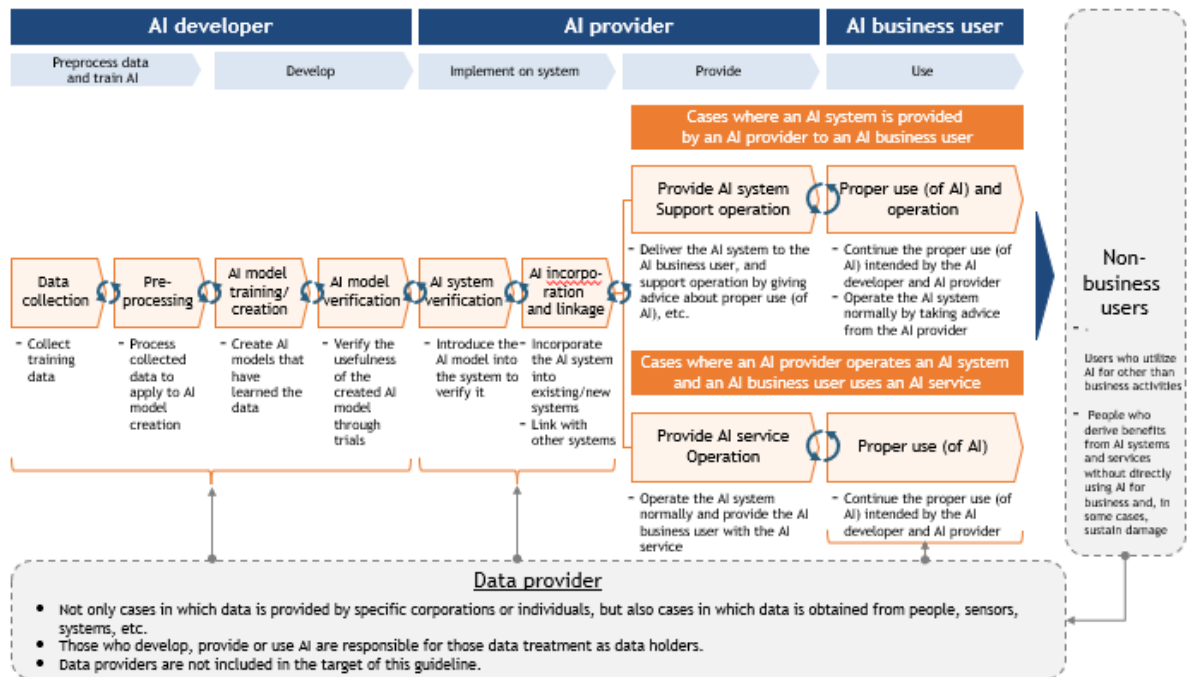 AI developer
AI provider
AI business user
Preprocess data
and train AI
Develop
Implement on system
Provide
Use
Cases where an AI system is provided
by an AI provider to an AI business user
Provide AI system
Support operation
Proper use (of AI) and
operation
- Deliver the AI system to the
AI business user, and
support operation by giving
advice about proper use (of
AI), etc.
- Continue the proper use (of
AI) intended by the AI
developer and AI provider
- Operate the AI system
normally by taking advice
from the AI provider
Data
collection
Pre-
processing
AI model
training/
creation
AI model
verification
AI system
verification
AI incorpo-
ration
and linkage
- Collect
training
data
- Process
collected
data to
apply to AI
model
creation
- Create AI
models that
have
learned the
data
- Verify the
usefulness
of the
created AI
model
through
trials
- Introduce the
AI model into
the system to
verify it
- Incorporate
the AI system
into
existing/new
systems
- Link with
other systems
Cases where an AI provider operates an AI system
and an AI business user uses an AI service
Provide AI service
Operation
Proper use (of AI)
- Operate the AI system
normally and provide the AI
business user with the AI
service
- Continue the proper use (of
AI) intended by the AI
developer and AI provider
Non-
business
users
- .
Users who utilize
AI for other than
business activities
- People who
derive benefits
from AI systems
and services
without directly
using AI for
business and, in
some cases,
sustain damage
Data provider
• Not only cases in which data is provided by specific corporations or individuals, but also cases in which data is obtained from people, sensors,
systems, etc.
• Those who develop, provide or use AI are responsible for those data treatment as data holders.
• Data providers are not included in the target of this guideline.